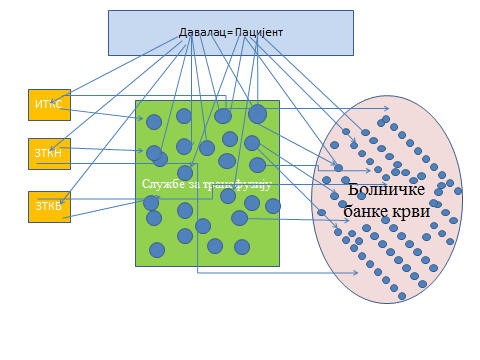 Давалац=Пацијент
ИТКС
ЗТКН
ЗТКБ
Службе за трансфузију
Болничке
банке крви